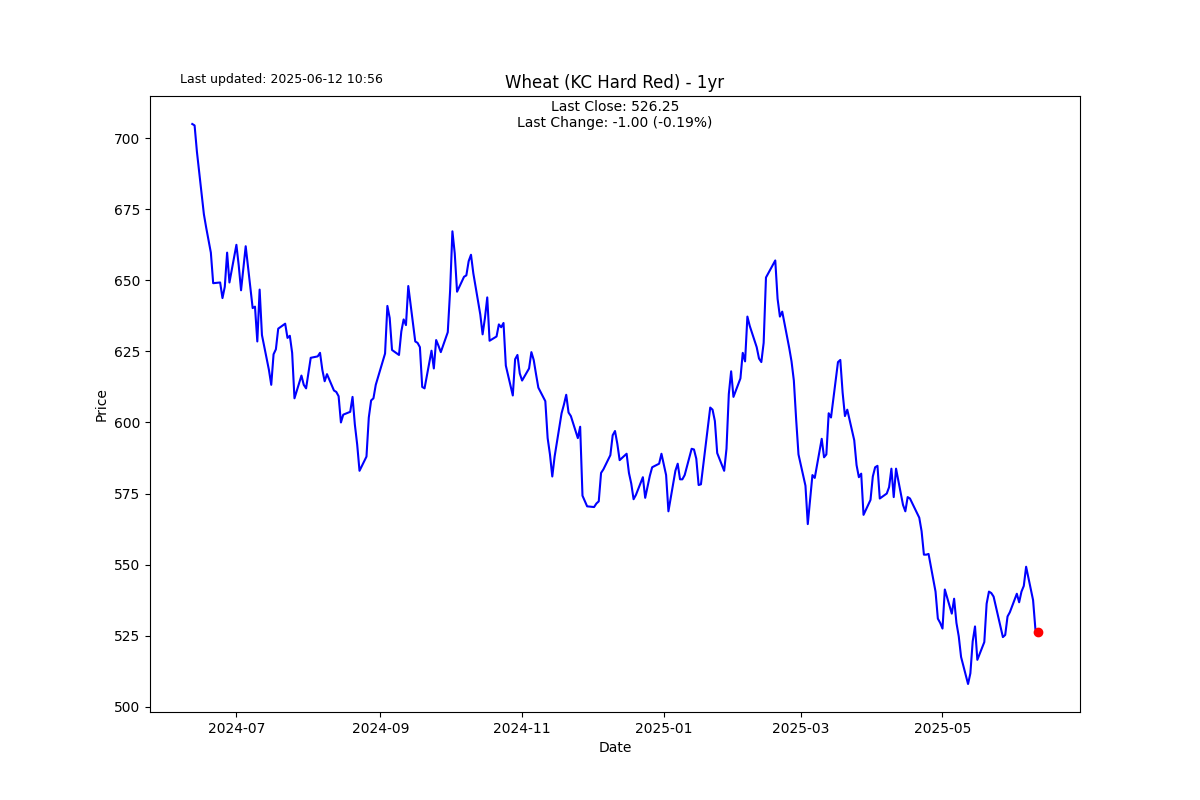 Last updated: 2025-06-12 10:56
Wheat (KC Hard Red) - 1yr
Last Close: 526.25
Last Change: -1.00 (-0.19%)
700
675
650
625
600
575
550
525
500
Price
2024-07
2024-09
2024-11
2025-01
2025-03
2025-05
Date